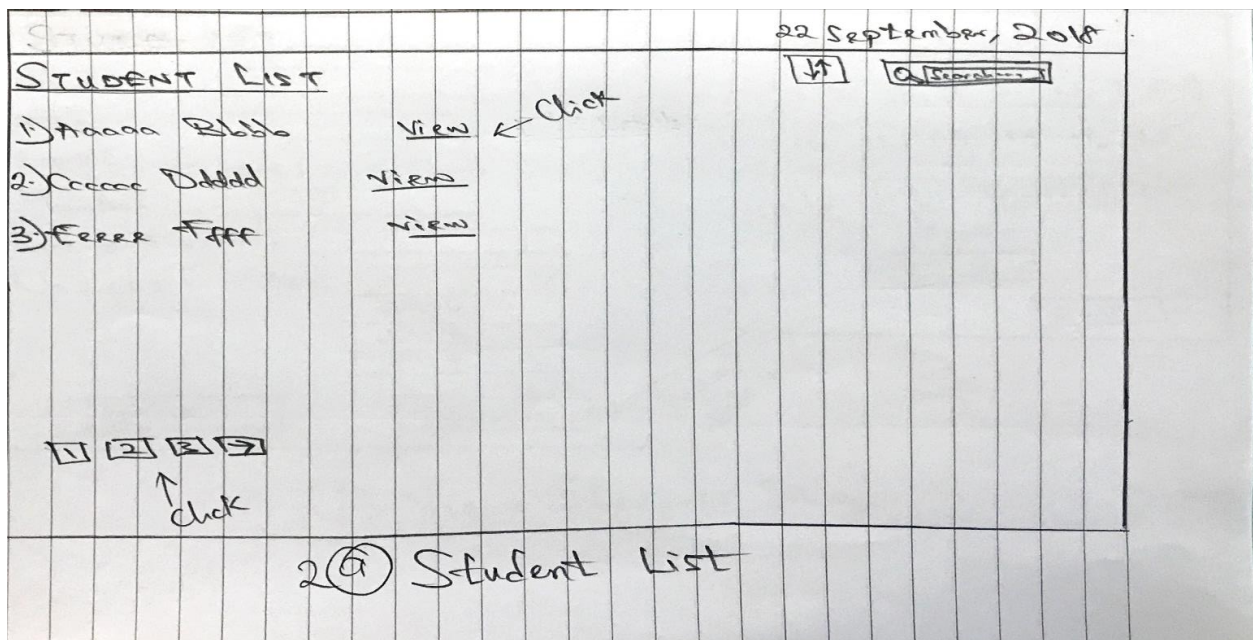 22 September, 2018
STUDENT LIST ↓↑ Search...
1) Aaaaa Bbbbb View ← Click
2.) Cccccc Ddddd View
3) Eeeee Ffff View
1 2 3 →
↑
Click
2 a Student List